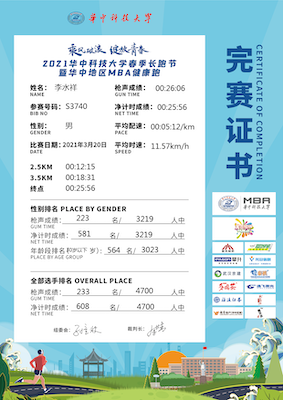 華中科技大學
乘风破浪 健跑青春
2021华中科技大学春季长跑节
暨华中地区MBA健康跑
姓名: 李水祥 枪声成绩: 00:26:06
NAME GUN TIME
参赛号码: S3740 净计时成绩: 00:25:56
BIB NO NET TIME
性别: 男 平均配速: 00:05:12/km
GENDER PACE
比赛日期: 2021年3月20日 平均时速: 11.57km/h
DATE SPEED
2.5KM 00:12:15
3.5KM 00:18:31
终点: 00:25:56
性别排名 PLACE BY GENDER
枪声成绩: 223 名/ 3219 人中
GUN TIME
净计时成绩: 581 名/ 3219 人中
NET TIME
年龄段排名 岁): 564 名/ 3023 人中
PLACE BY AGE GROUP
全部选手排名 OVERALL PLACE
枪声成绩: 233 名/ 4700 人中
GUN TIME
净计时成绩: 608 名/ 4700 人中
NET TIME
组委会: 裁判长:
完赛证书
CERTIFICATE OF COMPLETION
MBA
華中科技大學